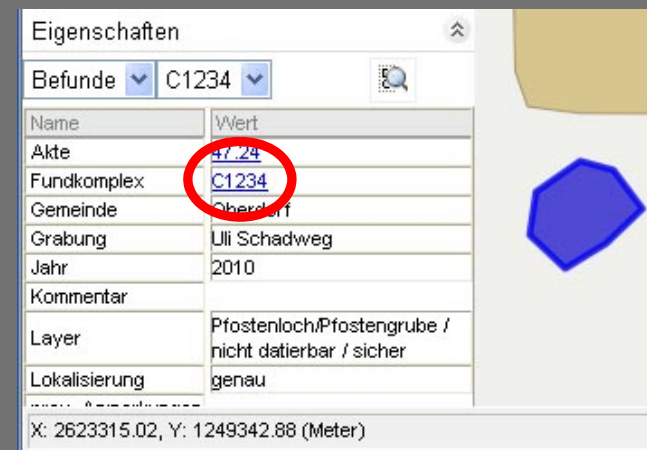 Eigenschaften
Befunde C1234
Name Wert
Akte 47.24
Fundkomplex C1234
Gemeinde Oberdorf
Grabung Uli Schadweg
Jahr 2010
Kommentar
Layer Pfostenloch/Pfostengrube /
nicht datierbar / sicher
Lokalisierung genau
X: 2623315.02, Y: 1249342.88 (Meter)